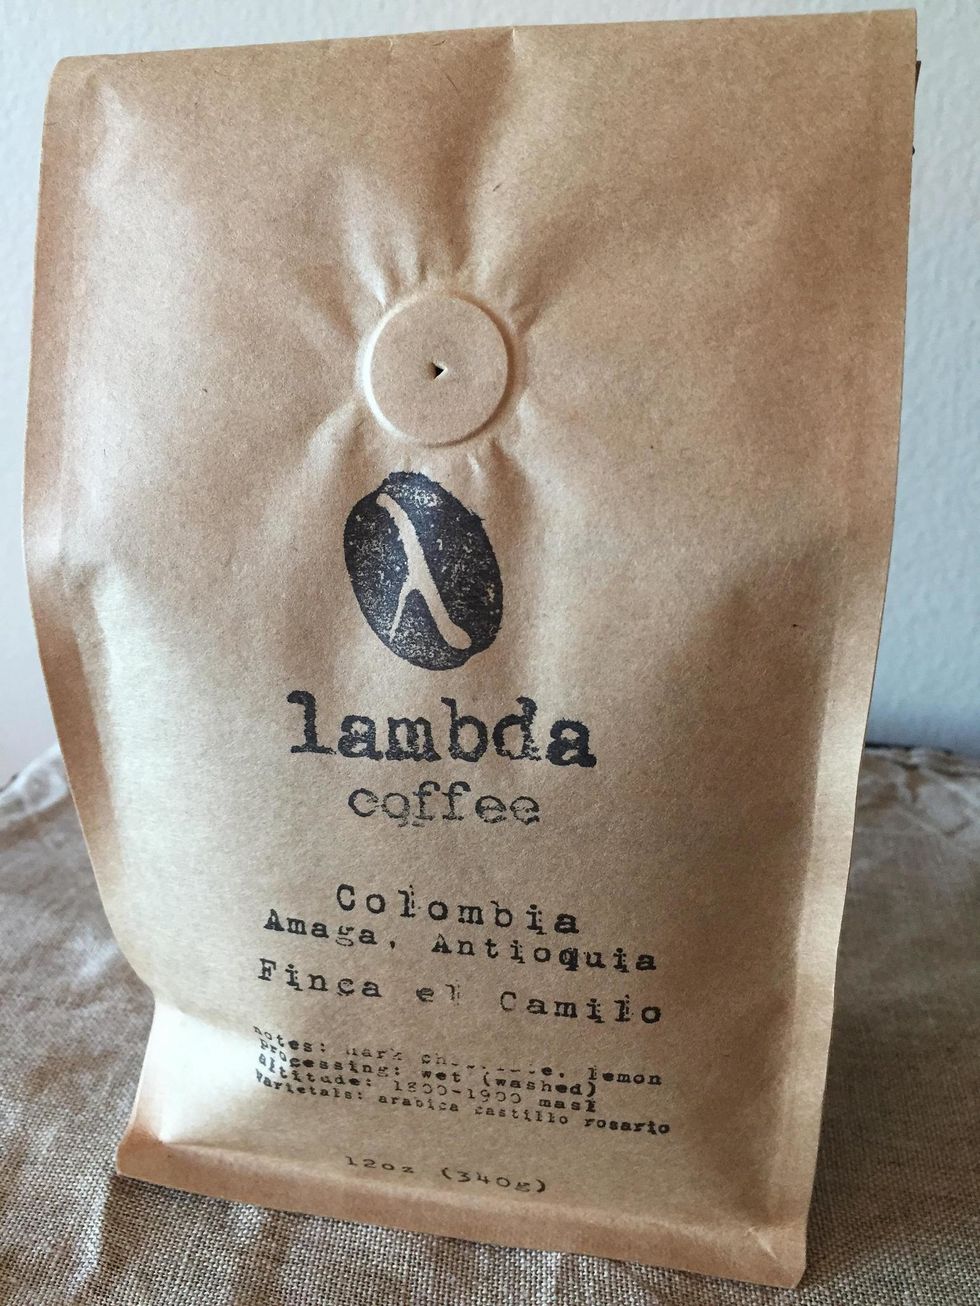 λ
lambda
coffee
Colombia
Amaga, Antioquia
Finca el Camilo
notes: dark lemon
processing: wet (washed)
altitude: 1800-1900 masl
varietals: arabica castillo rosario
12oz (340g)